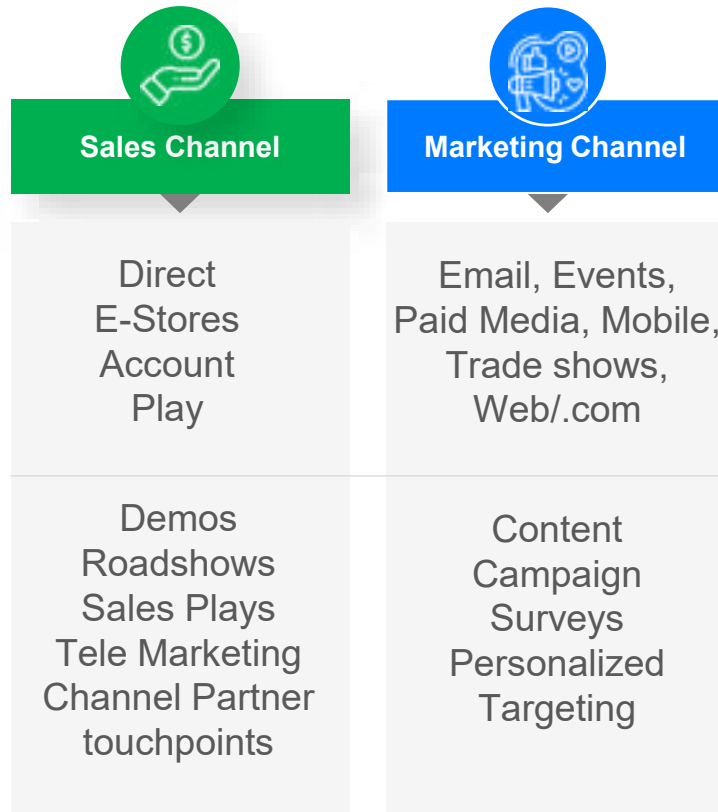 Sales Channel
Direct
E-Stores
Account
Play
Demos
Roadshows
Sales Plays
Tele Marketing
Channel Partner
touchpoints
Marketing Channel
Email, Events,
Paid Media, Mobile,
Trade shows,
Web/.com
Content
Campaign
Surveys
Personalized
Targeting